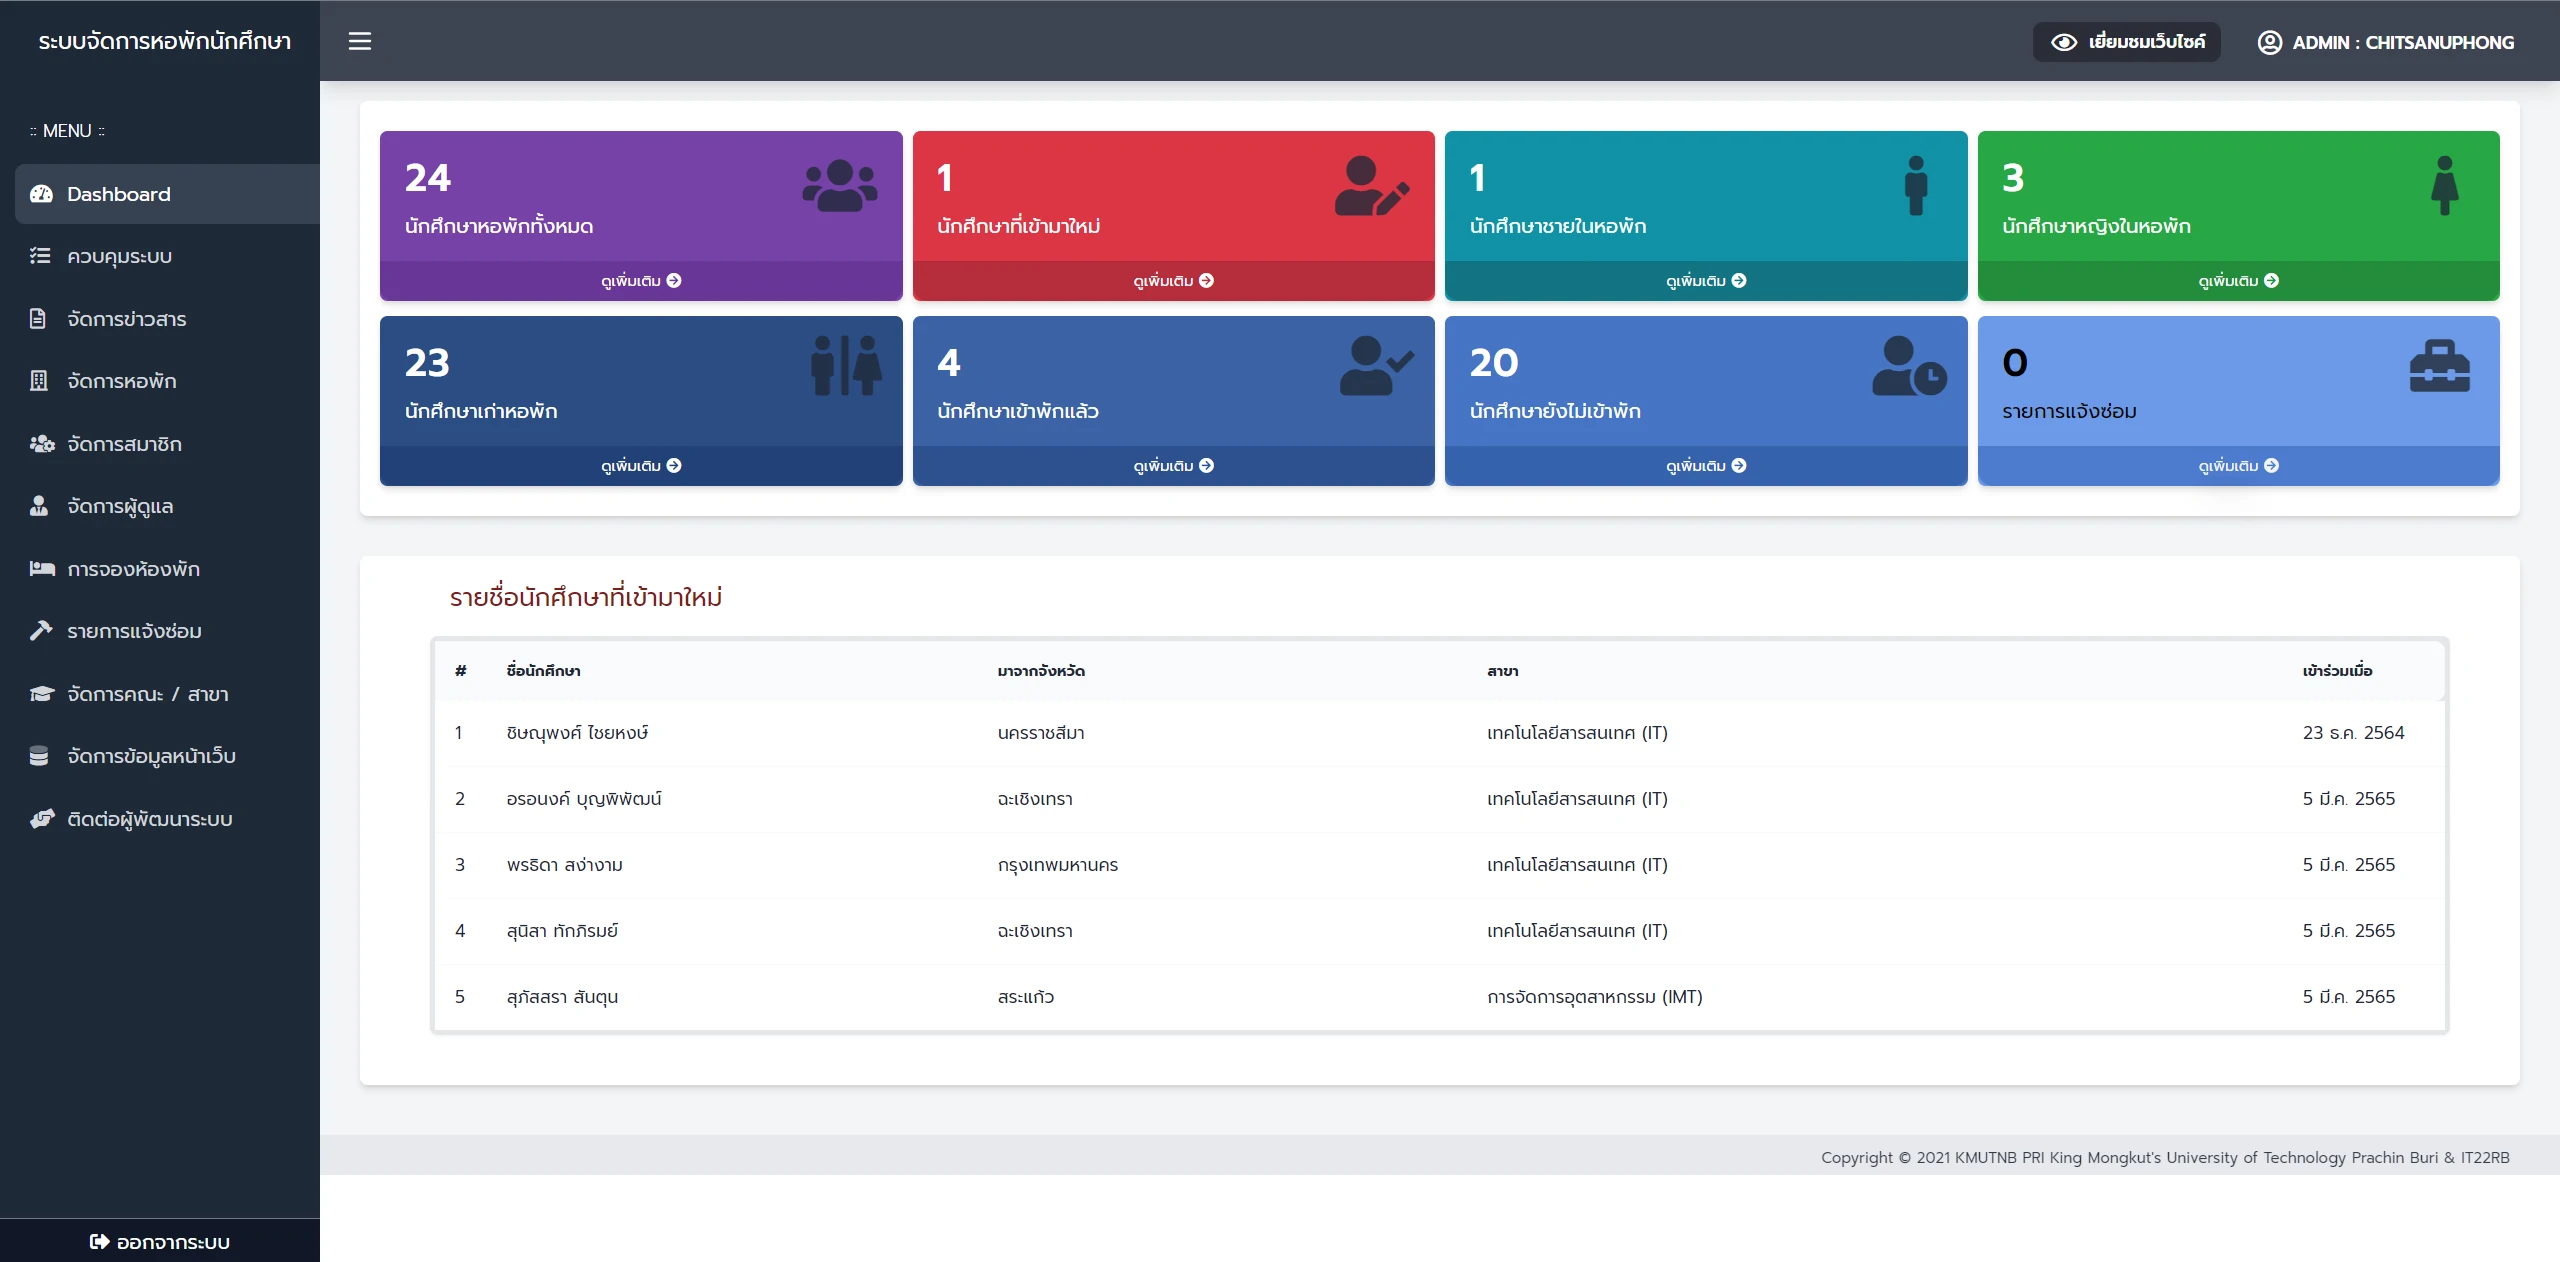 ระบบจัดการหอพักนักศึกษา
เยี่ยมชมเว็บไซค์
ADMIN : CHITSANUPHONG
:: MENU ::
Dashboard
ควบคุมระบบ
จัดการข่าวสาร
จัดการหอพัก
จัดการสมาชิก
จัดการผู้ดูแล
การจองห้องพัก
รายการแจ้งซ่อม
จัดการคณะ / สาขา
จัดการข้อมูลหน้าเว็บ
ติดต่อผู้พัฒนาระบบ
ออกจากระบบ
24
นักศึกษาหอพักทั้งหมด
ดูเพิ่มเติม
1
นักศึกษาที่เข้ามาใหม่
ดูเพิ่มเติม
1
นักศึกษาชายในหอพัก
ดูเพิ่มเติม
3
นักศึกษาหญิงในหอพัก
ดูเพิ่มเติม
23
นักศึกษาเก่าหอพัก
ดูเพิ่มเติม
4
นักศึกษาเข้าพักแล้ว
ดูเพิ่มเติม
20
นักศึกษายังไม่เข้าพัก
ดูเพิ่มเติม
0
รายการแจ้งซ่อม
ดูเพิ่มเติม
รายชื่อนักศึกษาที่เข้ามาใหม่
# ชื่อนักศึกษา มาจากจังหวัด สาขา เข้าร่วมเมื่อ
1 ชิษณุพงศ์ ไชยหงษ์ นครราชสีมา เทคโนโลยีสารสนเทศ (IT) 23 ธ.ค. 2564
2 อรอนงค์ บุญพิพัฒน์ ฉะเชิงเทรา เทคโนโลยีสารสนเทศ (IT) 5 มี.ค. 2565
3 พรธิดา สง่างาม กรุงเทพมหานคร เทคโนโลยีสารสนเทศ (IT) 5 มี.ค. 2565
4 สุนิสา ทักภิรมย์ ฉะเชิงเทรา เทคโนโลยีสารสนเทศ (IT) 5 มี.ค. 2565
5 สุภัสสรา สันตุน สระแก้ว การจัดการอุตสาหกรรม (IMT) 5 มี.ค. 2565
Copyright © 2021 KMUTNB PRI King Mongkut's University of Technology Prachin Buri & IT22RB